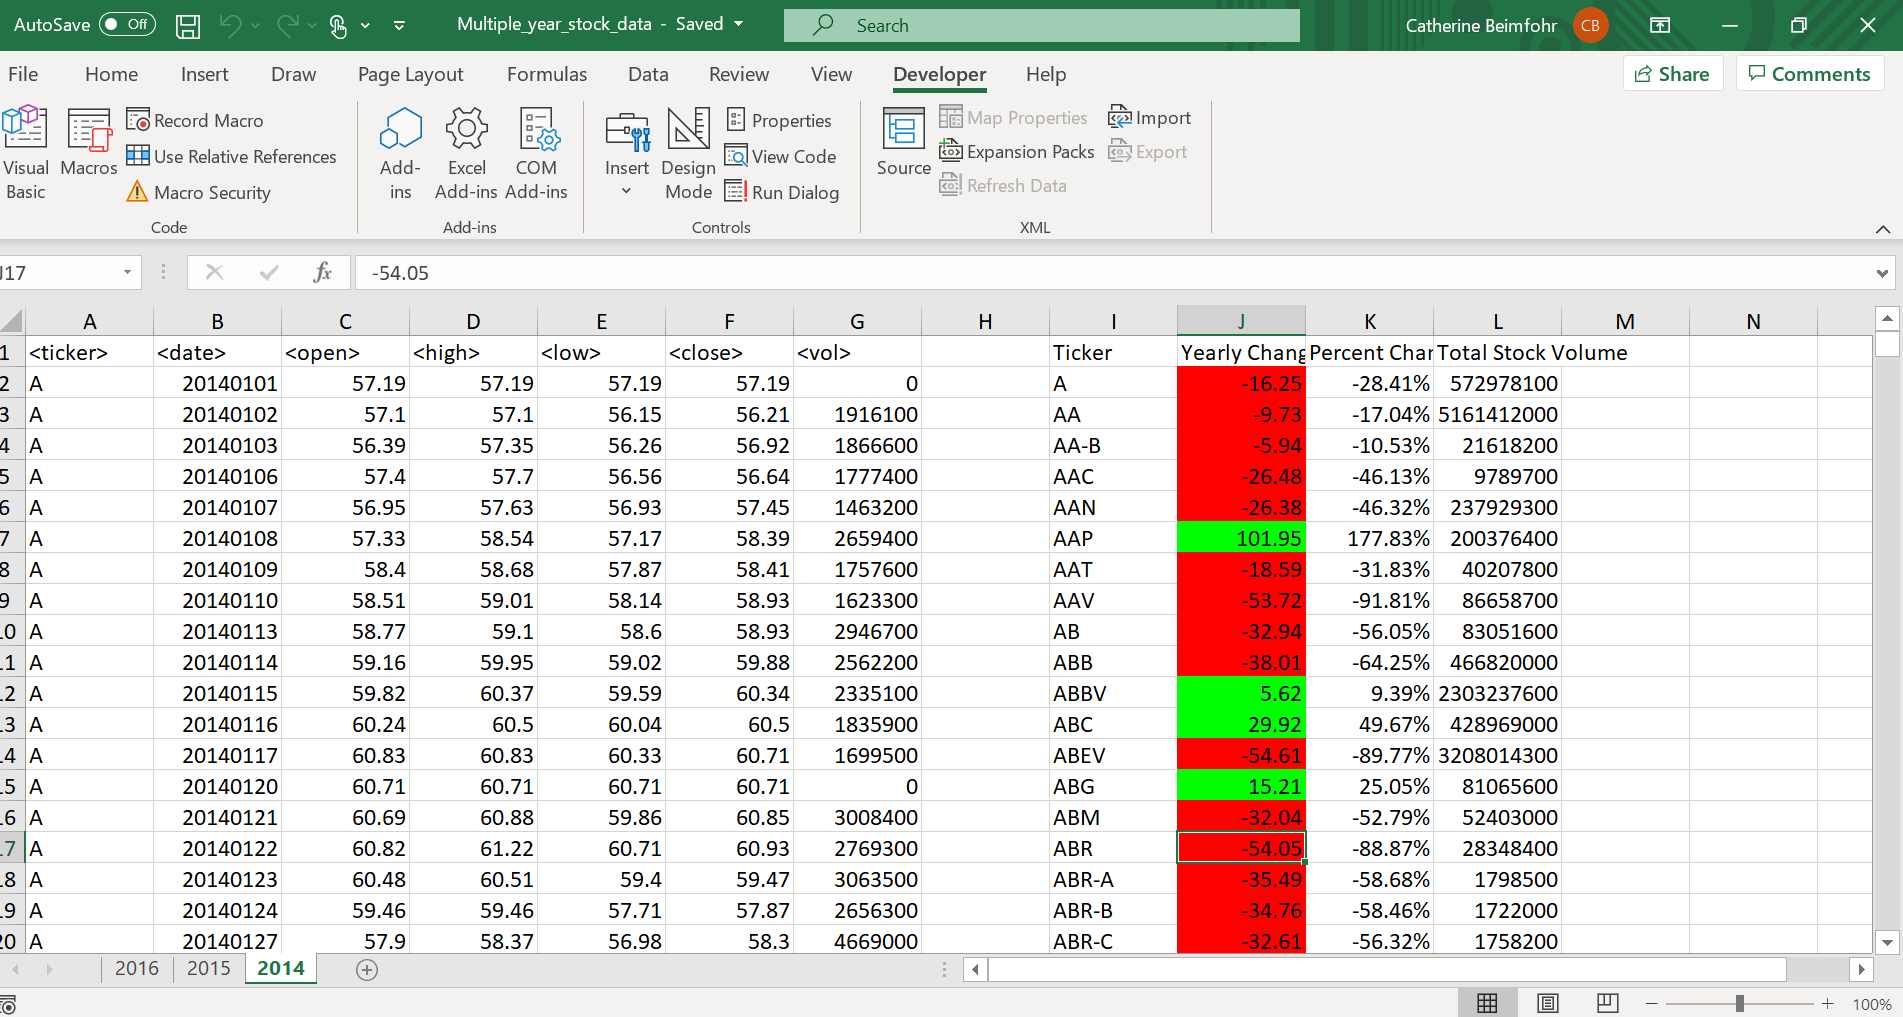 AutoSave Off Multiple_year_stock_data - Saved Search Catherine Beimfohr CB
File Home Insert Draw Page Layout Formulas Data Review View Developer Help Share Comments
Visual Basic
Macros
Record Macro
Use Relative References
Macro Security
Code
Add-ins
Excel Add-ins
COM Add-ins
Add-ins
Insert
Design Mode
Properties
View Code
Run Dialog
Controls
Source
Map Properties
Expansion Packs
Refresh Data
Import
Export
XML
J17 fx -54.05
A B C D E F G H I J K L M N
1 <ticker> <date> <open> <high> <low> <close> <vol> Ticker Yearly Chang Percent Char Total Stock Volume
2 A 20140101 57.19 57.19 57.19 57.19 0 A -16.25 -28.41% 572978100
3 A 20140102 57.1 57.1 56.15 56.21 1916100 AA -9.73 -17.04% 5161412000
4 A 20140103 56.39 57.35 56.26 56.92 1866600 AA-B -5.94 -10.53% 21618200
5 A 20140106 57.4 57.7 56.56 56.64 1777400 AAC -26.48 -46.13% 9789700
6 A 20140107 56.95 57.63 56.93 57.45 1463200 AAN -26.38 -46.32% 237929300
7 A 20140108 57.33 58.54 57.17 58.39 2659400 AAP 101.95 177.83% 200376400
8 A 20140109 58.4 58.68 57.87 58.41 1757600 AAT -18.59 -31.83% 40207800
9 A 20140110 58.51 59.01 58.14 58.93 1623300 AAV -53.72 -91.81% 86658700
10 A 20140113 58.77 59.1 58.6 58.93 2946700 AB -32.94 -56.05% 83051600
11 A 20140114 59.16 59.95 59.02 59.88 2562200 ABB -38.01 -64.25% 466820000
12 A 20140115 59.82 60.37 59.59 60.34 2335100 ABBV 5.62 9.39% 2303237600
13 A 20140116 60.24 60.5 60.04 60.5 1835900 ABC 29.92 49.67% 428969000
14 A 20140117 60.83 60.83 60.33 60.71 1699500 ABEV -54.61 -89.77% 3208014300
15 A 20140120 60.71 60.71 60.71 60.71 0 ABG 15.21 25.05% 81065600
16 A 20140121 60.69 60.88 59.86 60.85 3008400 ABM -32.04 -52.79% 52403000
17 A 20140122 60.82 61.22 60.71 60.93 2769300 ABR -54.05 -88.87% 28348400
18 A 20140123 60.48 60.51 59.4 59.47 3063500 ABR-A -35.49 -58.68% 1798500
19 A 20140124 59.46 59.46 57.71 57.87 2656300 ABR-B -34.76 -58.46% 1722000
20 A 20140127 57.9 58.37 56.98 58.3 4669000 ABR-C -32.61 -56.32% 1758200
2016 2015 2014
100%